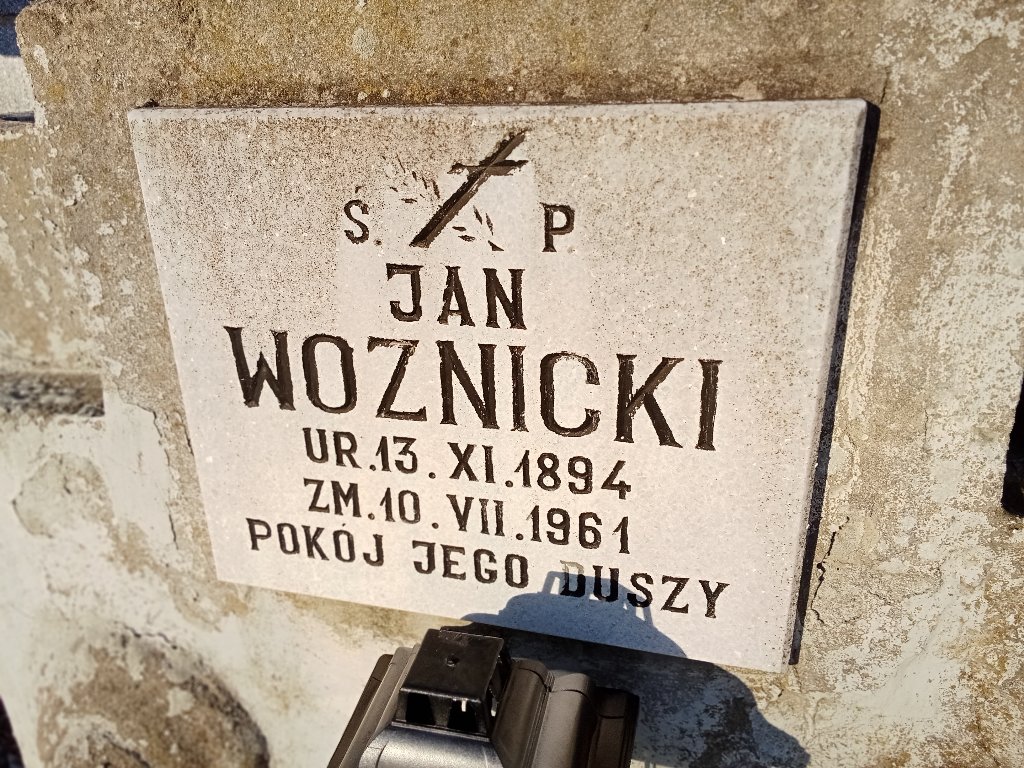 Ś. P.
JAN
WOZNICKI
UR. 13. XI. 1894
ZM. 10. VII. 1961
POKÓJ JEGO DUSZY